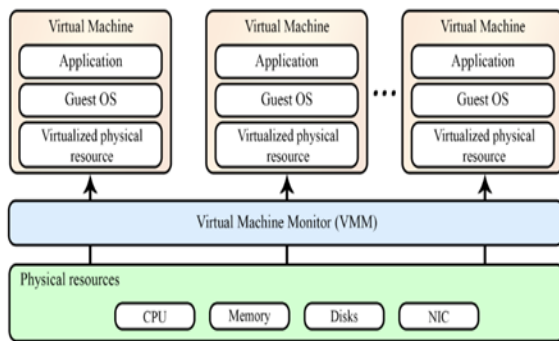 Virtual Machine
Application
Guest OS
Virtualized physical
resource
Virtual Machine
Application
Guest OS
Virtualized physical
resource
...
Virtual Machine
Application
Guest OS
Virtualized physical
resource
Virtual Machine Monitor (VMM)
Physical resources
CPU
Memory
Disks
NIC